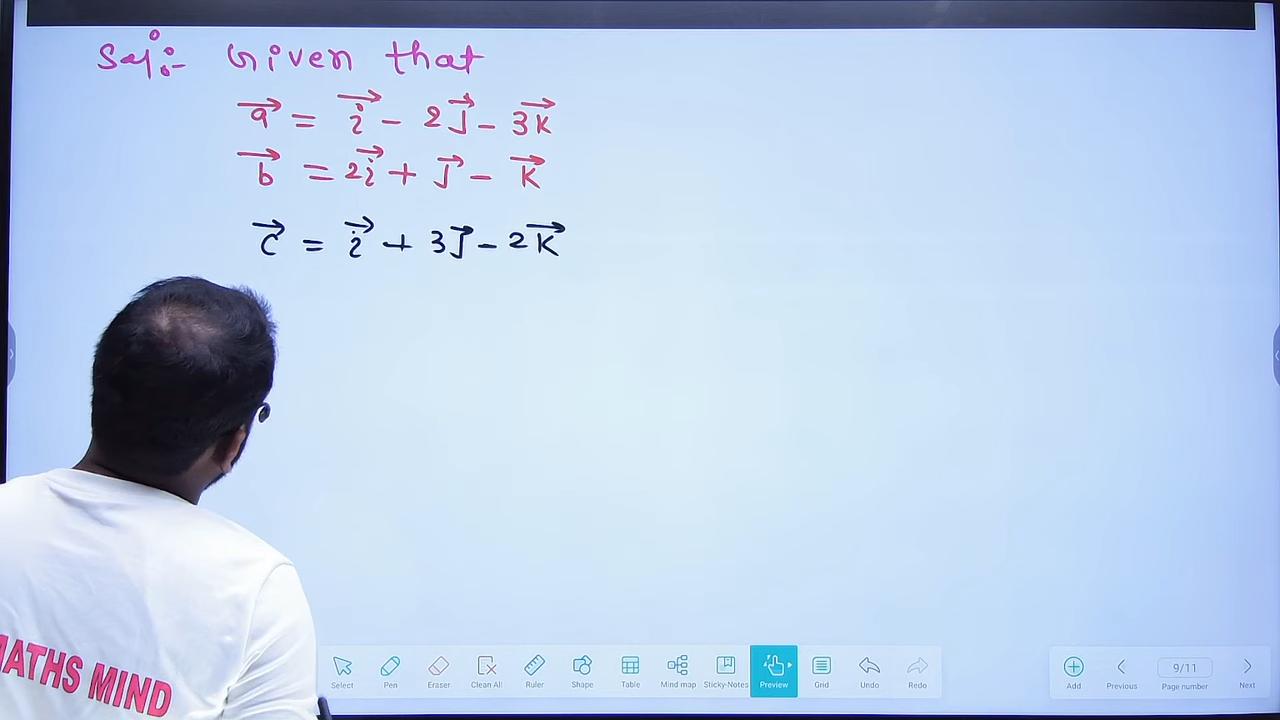 Sol:- Given that
a⃗ = i⃗ - 2j⃗ - 3k⃗
b⃗ = 2i⃗ + j⃗ - k⃗
c⃗ = i⃗ + 3j⃗ - 2k⃗
MATHS MIND
Select Pen Eraser Clean All Ruler Shape Table Mind map Sticky-Notes Preview Grid Undo Redo
Add Previous 9/11 Page number Next